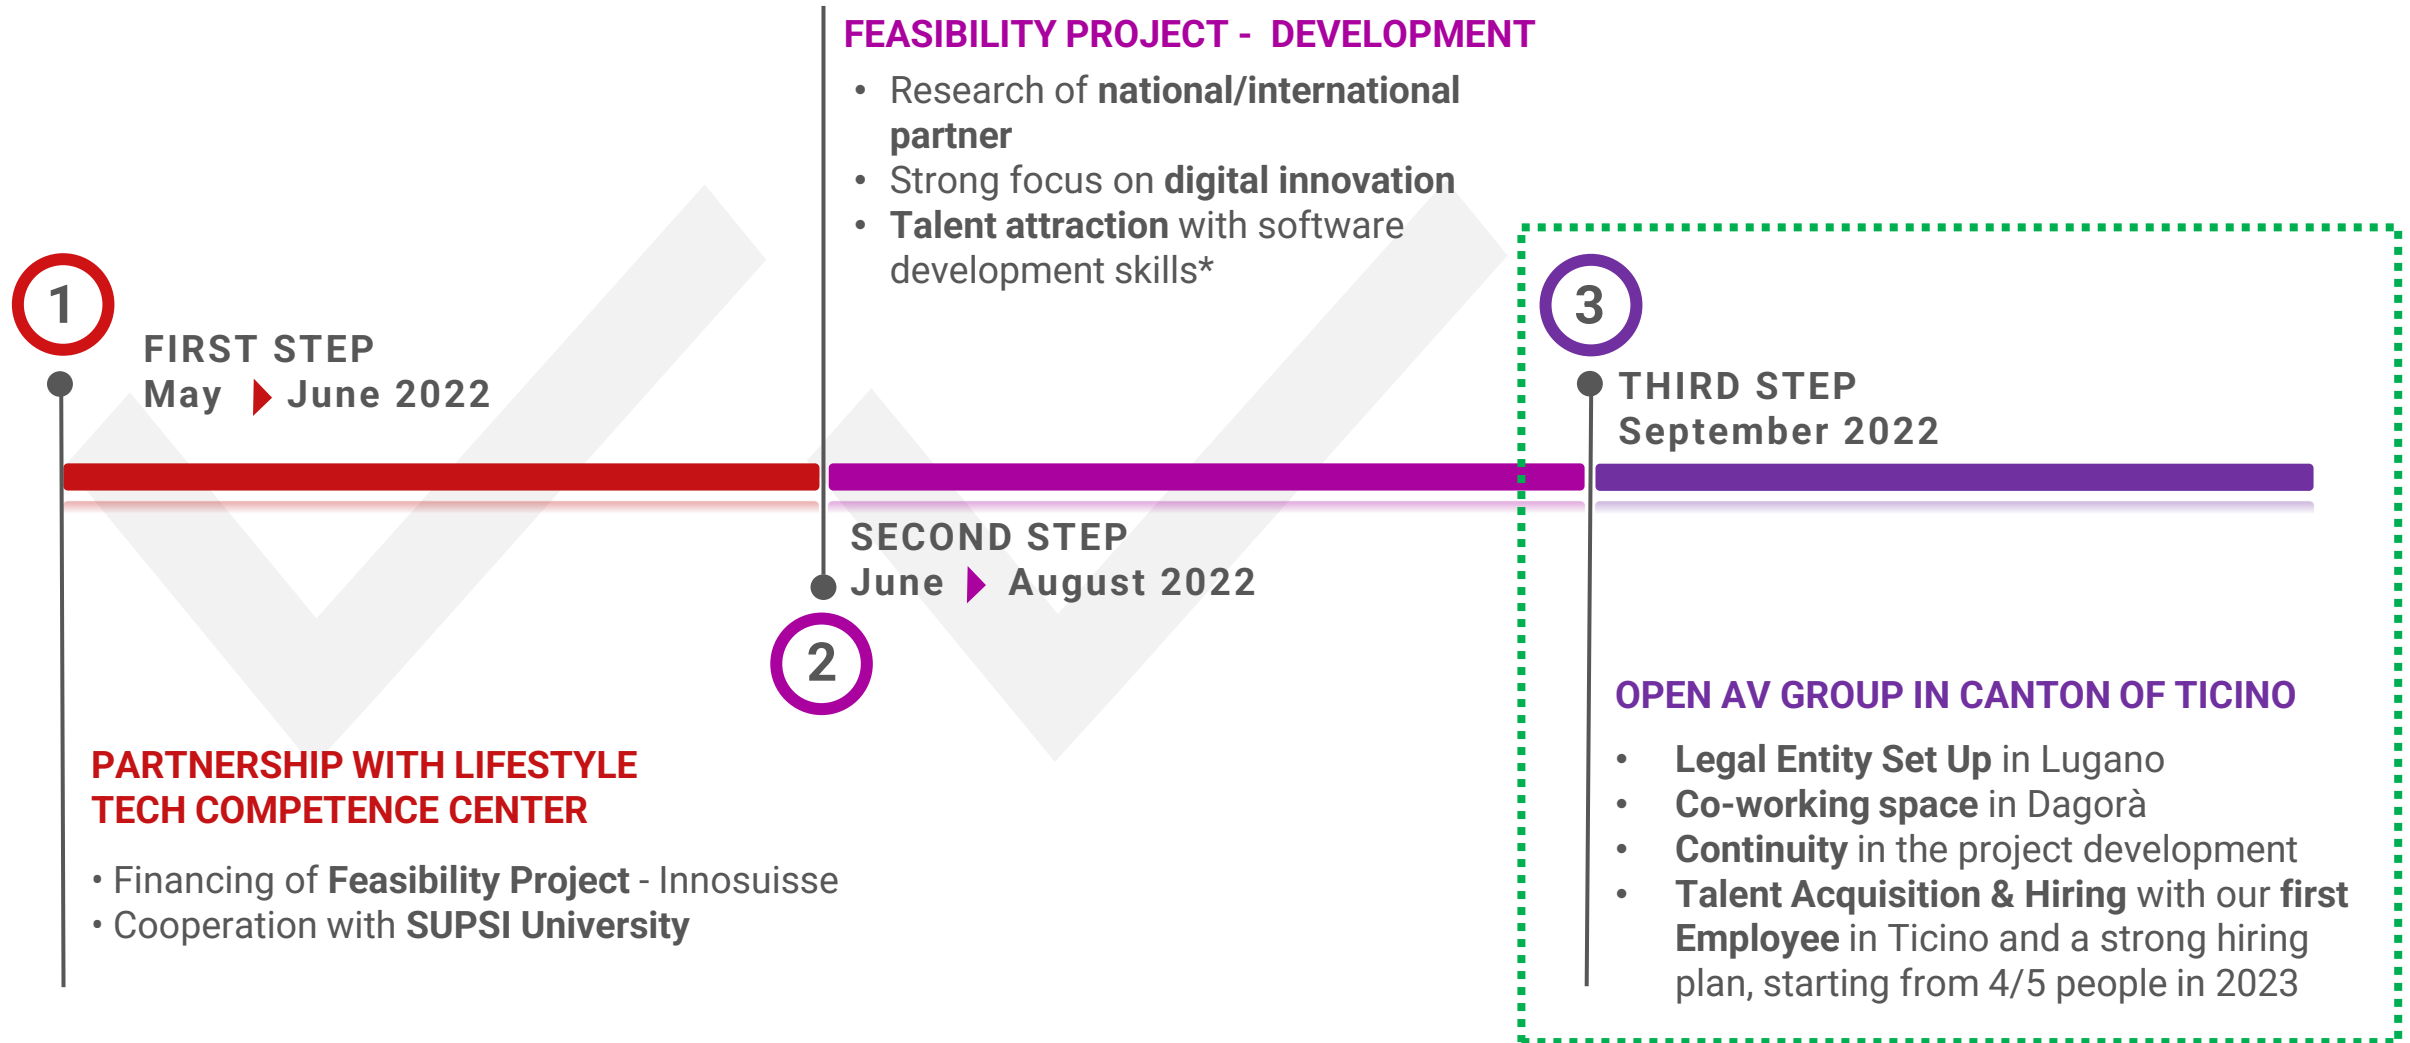 1
FIRST STEP
May June 2022
PARTNERSHIP WITH LIFESTYLE
TECH COMPETENCE CENTER
• Financing of Feasibility Project - Innosuisse
• Cooperation with SUPSI University
FEASIBILITY PROJECT - DEVELOPMENT
• Research of national/international
partner
• Strong focus on digital innovation
• Talent attraction with software
development skills*
SECOND STEP
June August 2022
2
3
THIRD STEP
September 2022
OPEN AV GROUP IN CANTON OF TICINO
• Legal Entity Set Up in Lugano
• Co-working space in Dagorà
• Continuity in the project development
• Talent Acquisition & Hiring with our first
Employee in Ticino and a strong hiring
plan, starting from 4/5 people in 2023